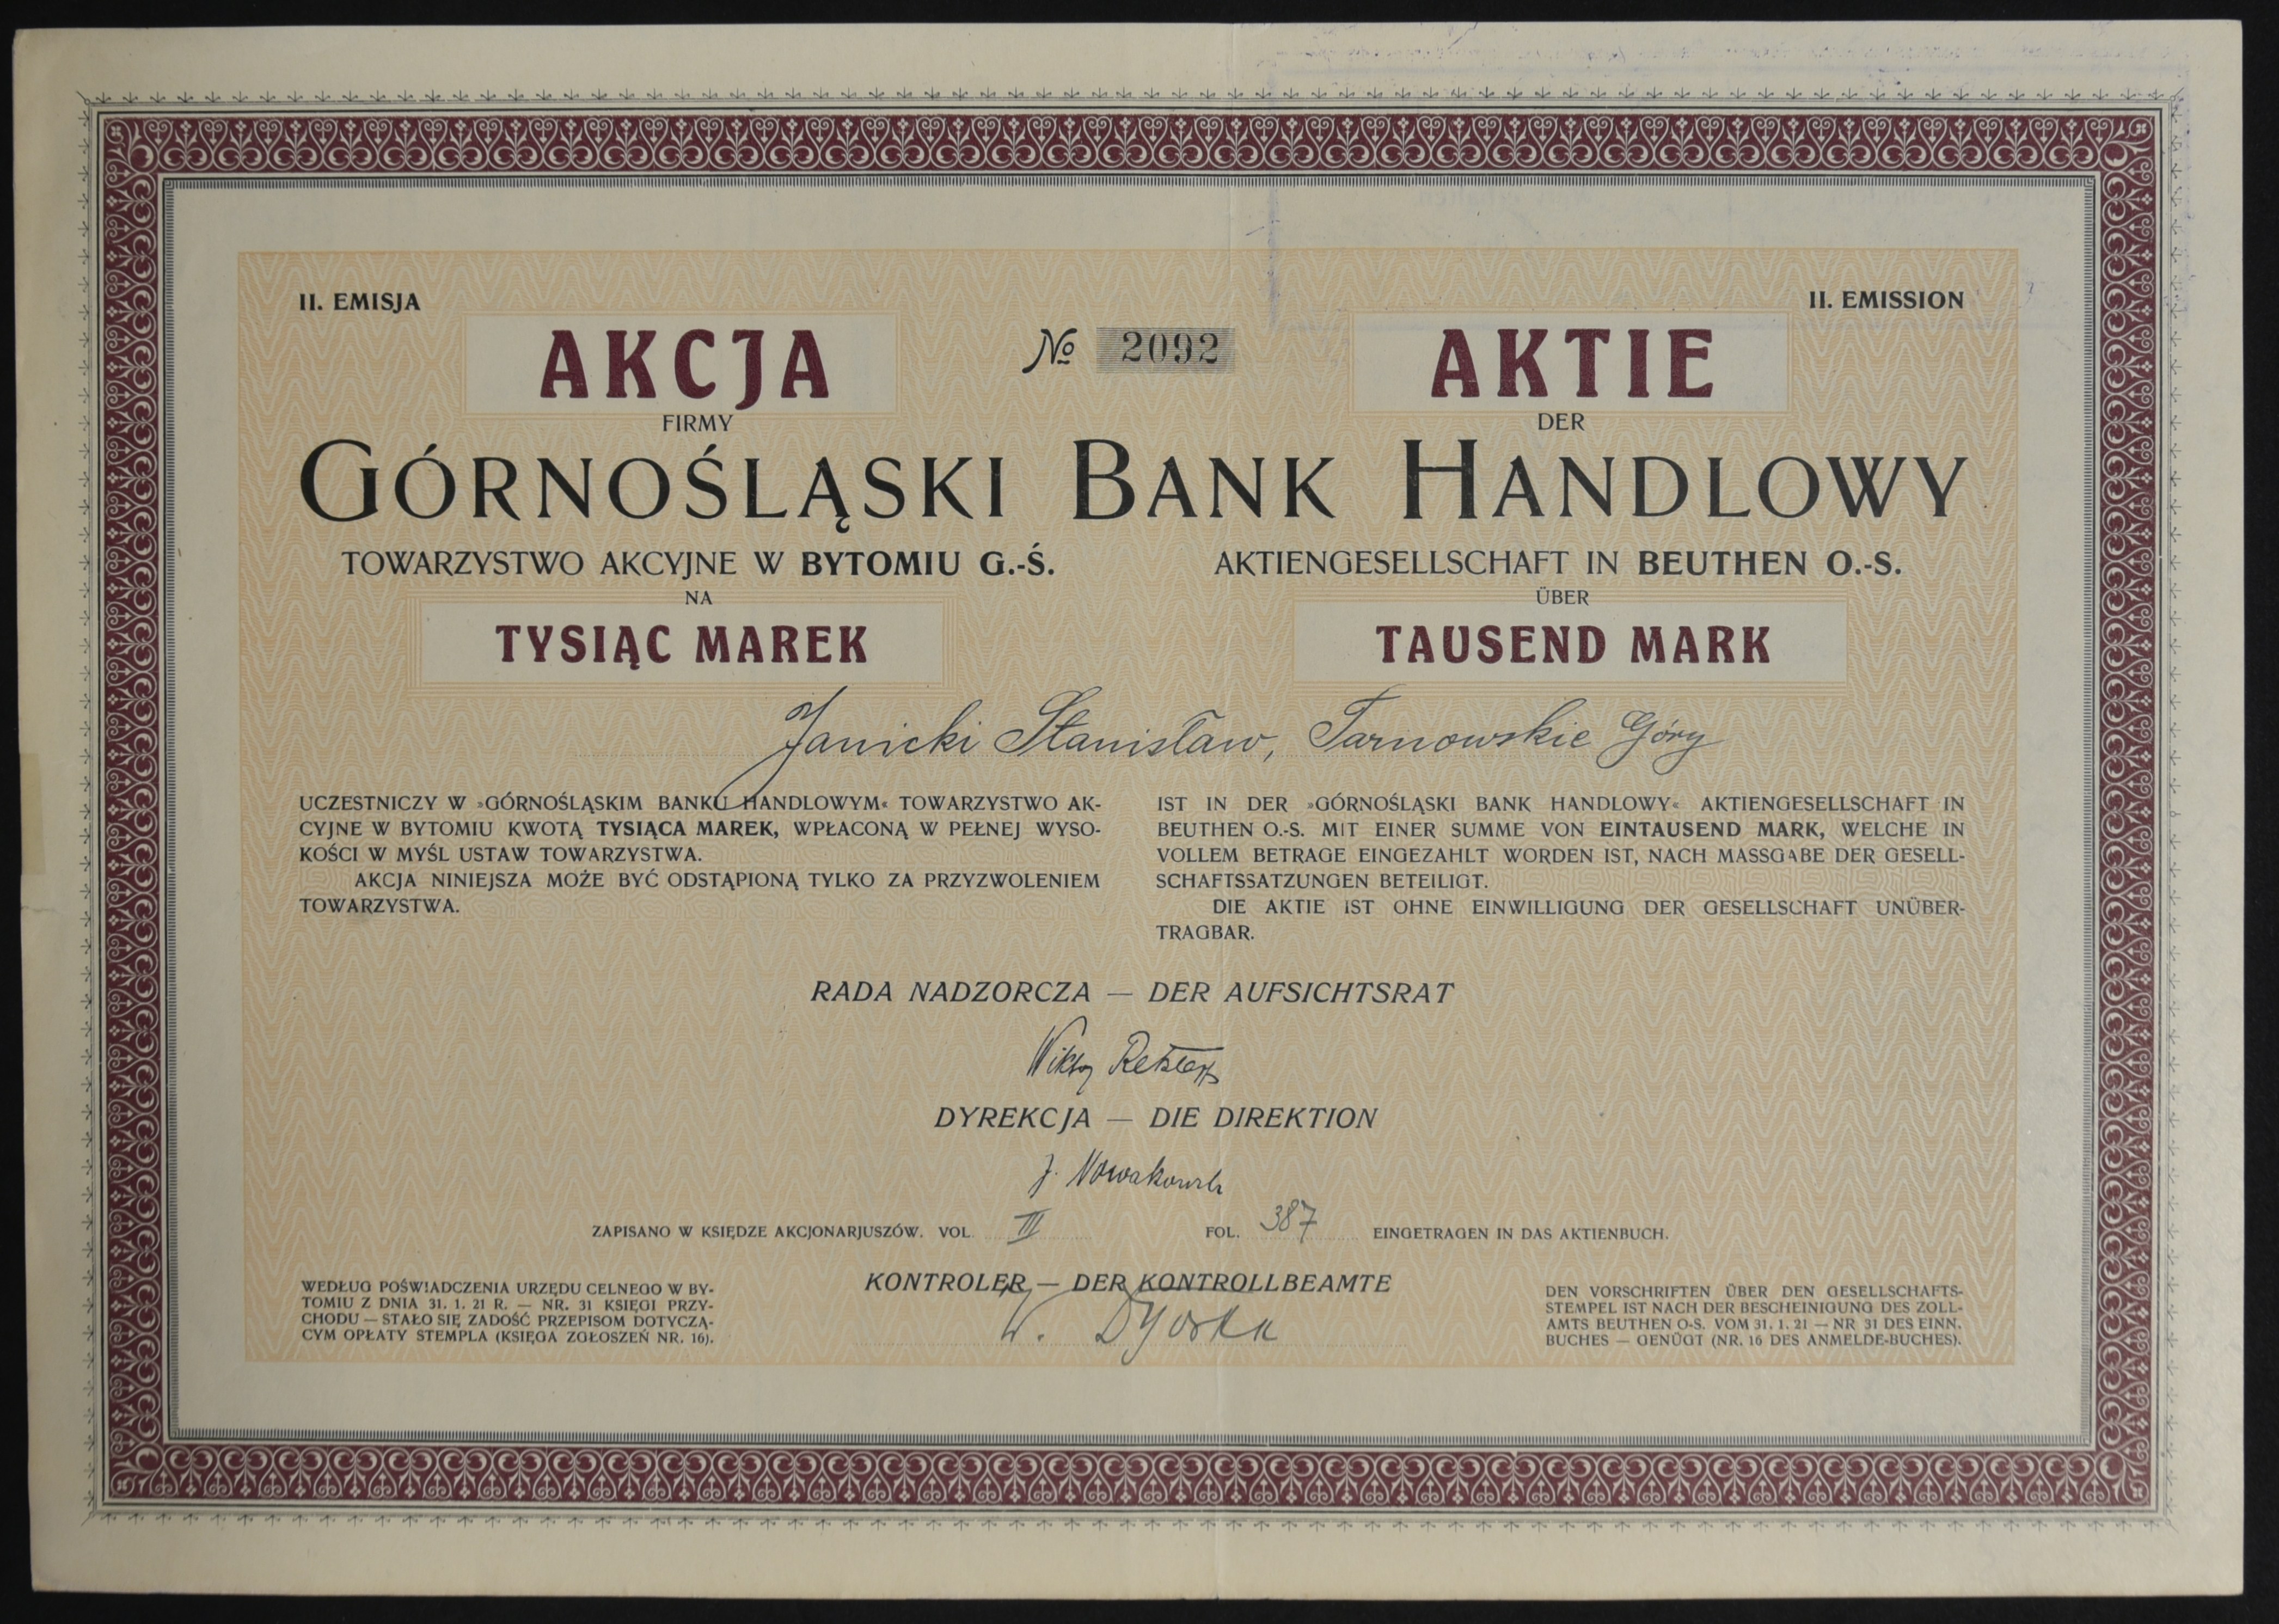 II. EMISJA
II. EMISSION
AKCJA
No 2092
AKTIE
FIRMY
DER
GÓRNOŚLĄSKI BANK HANDLOWY
TOWARZYSTWO AKCYJNE W BYTOMIU G.-Ś.
AKTIENGESELLSCHAFT IN BEUTHEN O.-S.
NA
ÜBER
TYSIĄC MAREK
TAUSEND MARK
Janicki Stanisław, Tarnowskie Góry
UCZESTNICZY W »GÓRNOŚLĄSKIM BANKU HANDLOWYM« TOWARZYSTWO AK-
CYJNE W BYTOMIU KWOTĄ TYSIĄCA MAREK, WPŁACONĄ W PEŁNEJ WYSO-
KOŚCI W MYŚL USTAW TOWARZYSTWA.
AKCJA NINIEJSZA MOŻE BYĆ ODSTĄPIONĄ TYLKO ZA PRZYZWOLENIEM
TOWARZYSTWA.
IST IN DER »GÓRNOŚLĄSKI BANK HANDLOWY« AKTIENGESELLSCHAFT IN
BEUTHEN O.-S. MIT EINER SUMME VON EINTAUSEND MARK, WELCHE IN
VOLLEM BETRAGE EINGEZAHLT WORDEN IST, NACH MASSGABE DER GESELL-
SCHAFTSSATZUNGEN BETEILIGT.
DIE AKTIE IST OHNE EINWILLIGUNG DER GESELLSCHAFT UNÜBER-
TRAGBAR.
RADA NADZORCZA — DER AUFSICHTSRAT
Wiktor
DYREKCJA — DIE DIREKTION
J. Nowakowski
ZAPISANO W KSIĘDZE AKCJONARJUSZÓW. VOL. III FOL. 387 EINGETRAGEN IN DAS AKTIENBUCH.
KONTROLER — DER KONTROLLBEAMTE
WEDŁUG POŚWIADCZENIA URZĘDU CELNEGO W BY-
TOMIU Z DNIA 31. 1. 21 R. — NR. 31 KSIĘGI PRZY-
CHODU — STAŁO SIĘ ZADOŚĆ PRZEPISOM DOTYCZĄ-
CYM OPŁATY STEMPLA (KSIĘGA ZGŁOSZEŃ NR. 16).
DEN VORSCHRIFTEN ÜBER DEN GESELLSCHAFTS-
STEMPEL IST NACH DER BESCHEINIGUNG DES ZOLL-
AMTS BEUTHEN O-S. VOM 31. 1. 21 — NR 31 DES EINN.
BUCHES — GENÜGT (NR. 16 DES ANMELDE-BUCHES).